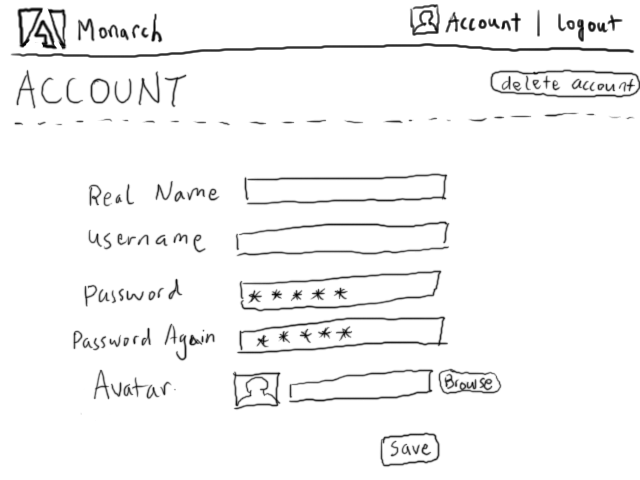 Monarch
Account | Logout
ACCOUNT
delete account
Real Name
username
Password
*****
Password Again
*****
Avatar.
Browse
Save